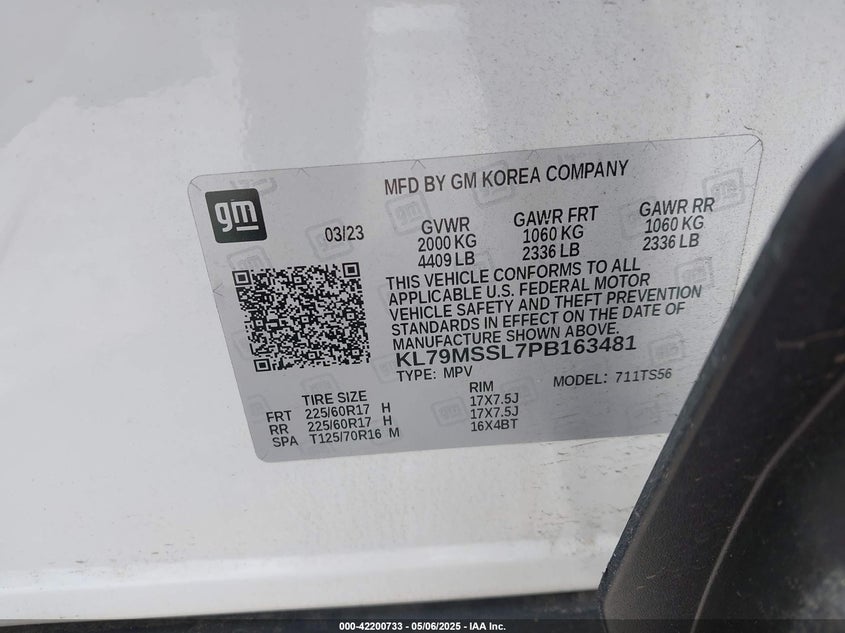 gm
MFD BY GM KOREA COMPANY
03/23
GVWR
2000 KG
4409 LB
GAWR FRT
1060 KG
2336 LB
GAWR RR
1060 KG
2336 LB
THIS VEHICLE CONFORMS TO ALL
APPLICABLE U.S. FEDERAL MOTOR
VEHICLE SAFETY AND THEFT PREVENTION
STANDARDS IN EFFECT ON THE DATE OF
MANUFACTURE SHOWN ABOVE.
KL79MSSL7PB163481
TYPE: MPV
MODEL: 711TS56
TIRE SIZE
RIM
FRT 225/60R17 H 17X7.5J
RR 225/60R17 H 17X7.5J
SPA T125/70R16 M 16X4BT
000-42200733 - 05/06/2025 - IAA Inc.